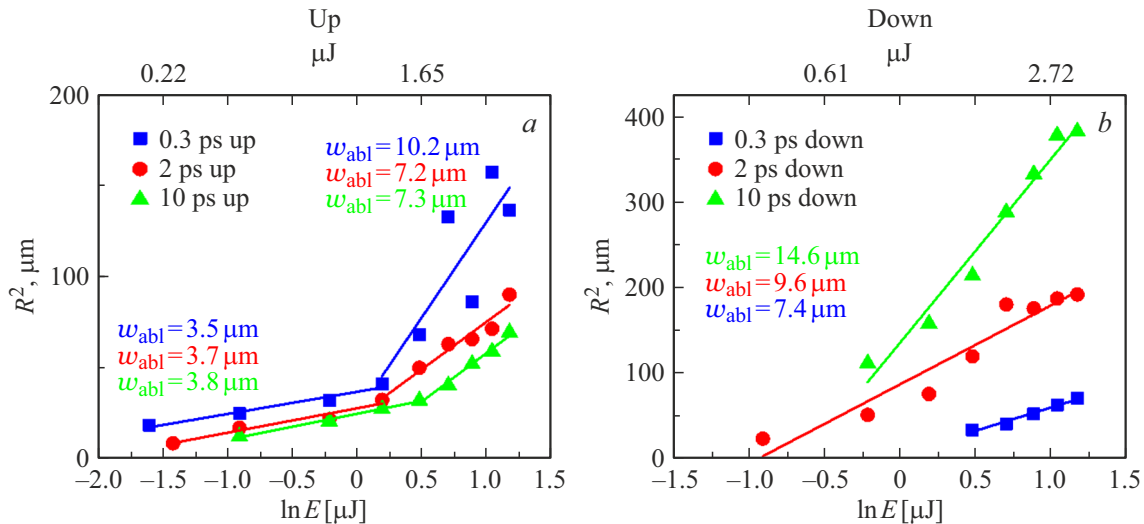 Up
μJ
0.22 1.65
200
100
0
R², μm
a
0.3 ps up
2 ps up
10 ps up
w_abl = 10.2 μm
w_abl = 7.2 μm
w_abl = 7.3 μm
w_abl = 3.5 μm
w_abl = 3.7 μm
w_abl = 3.8 μm
−2.0 −1.5 −1.0 −0.5 0 0.5 1.0 1.5
ln E [μJ]
Down
μJ
0.61 2.72
400
300
200
100
0
R², μm
b
0.3 ps down
2 ps down
10 ps down
w_abl = 14.6 μm
w_abl = 9.6 μm
w_abl = 7.4 μm
−1.5 −1.0 −0.5 0 0.5 1.0 1.5
ln E [μJ]